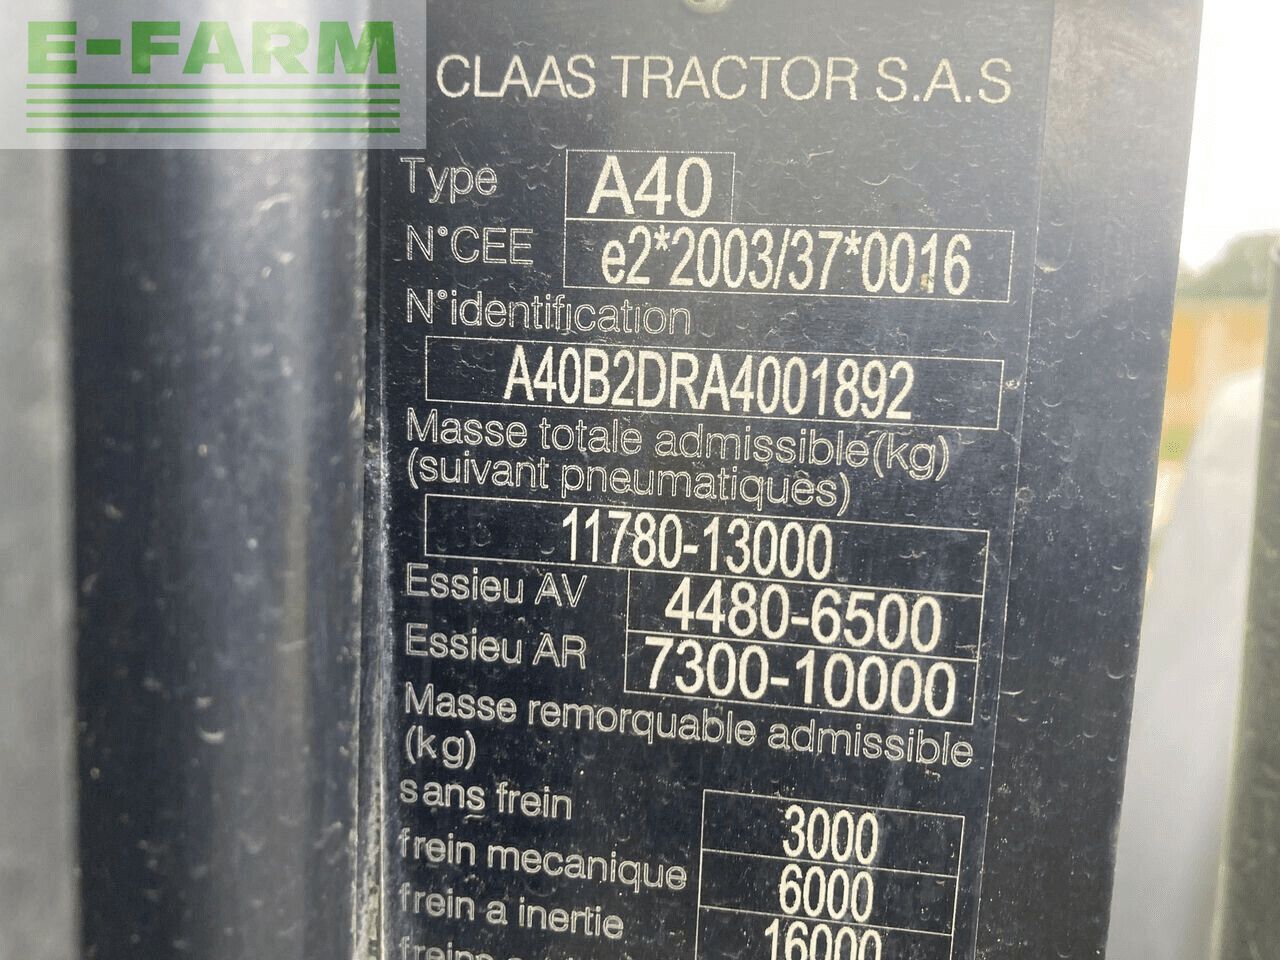 E-FARM
CLAAS TRACTOR S.A.S
Type A40
N°CEE e2*2003/37*0016
N°identification
A40B2DRA4001892
Masse totale admissible(kg)
(suivant pneumatiques)
11780-13000
Essieu AV 4480-6500
Essieu AR 7300-10000
Masse remorquable admissible
(kg)
sans frein 3000
frein mecanique 6000
frein a inertie 16000